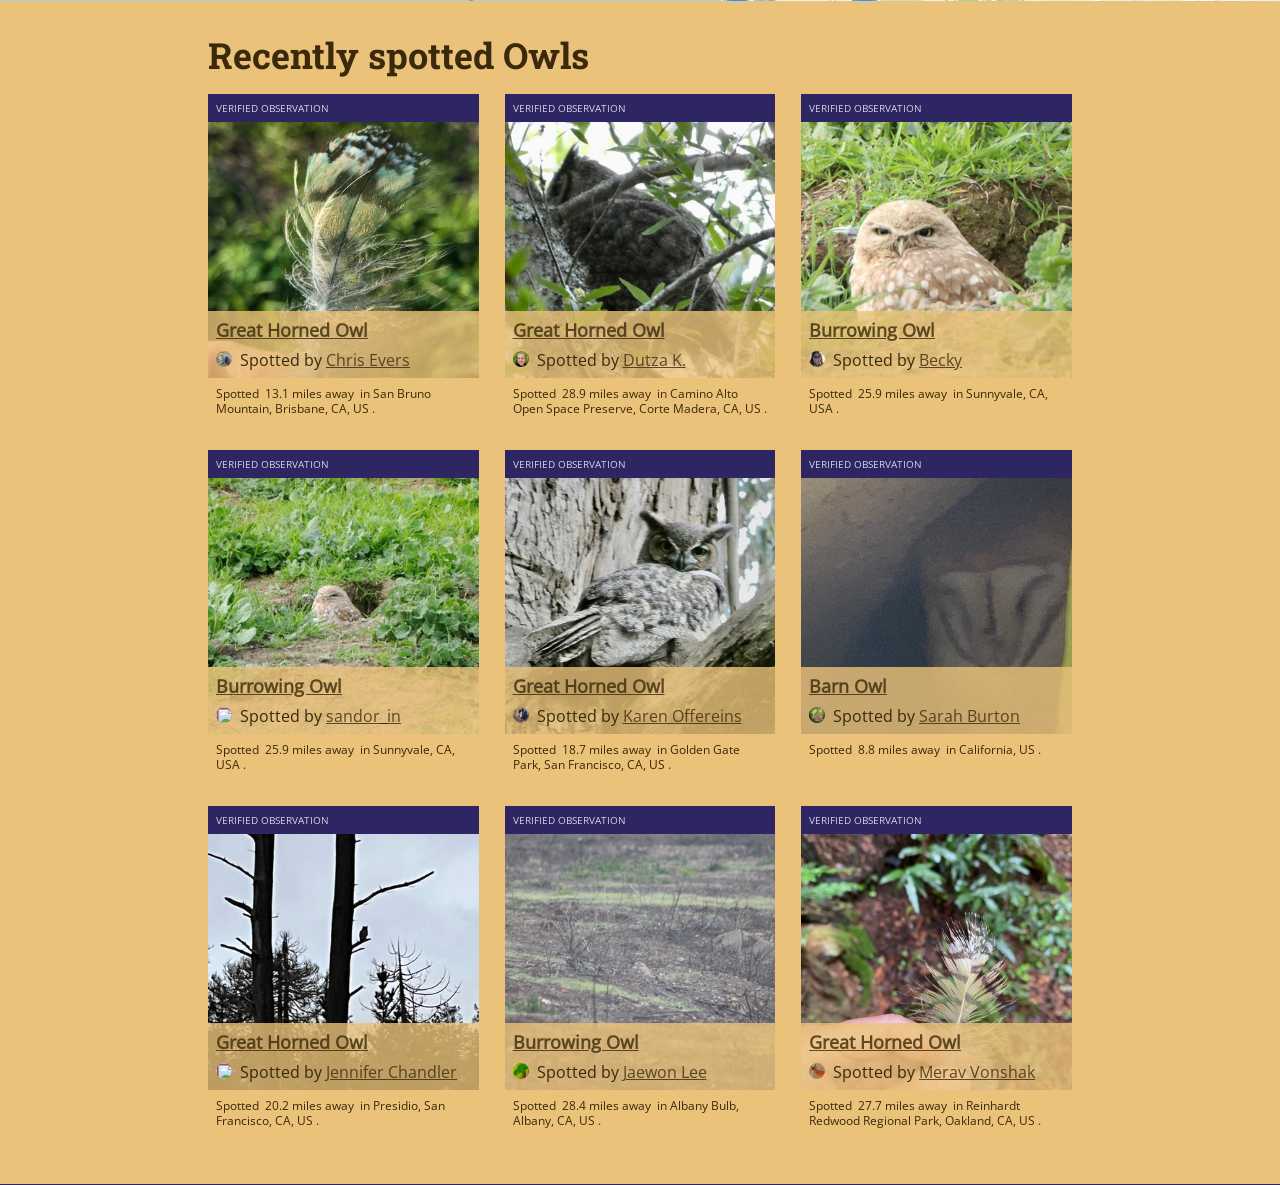 Recently spotted Owls
VERIFIED OBSERVATION
Great Horned Owl
Spotted by Chris Evers
Spotted 13.1 miles away in San Bruno
Mountain, Brisbane, CA, US .
VERIFIED OBSERVATION
Great Horned Owl
Spotted by Dutza K.
Spotted 28.9 miles away in Camino Alto
Open Space Preserve, Corte Madera, CA, US .
VERIFIED OBSERVATION
Burrowing Owl
Spotted by Becky
Spotted 25.9 miles away in Sunnyvale, CA,
USA .
VERIFIED OBSERVATION
Burrowing Owl
Spotted by sandor_in
Spotted 25.9 miles away in Sunnyvale, CA,
USA .
VERIFIED OBSERVATION
Great Horned Owl
Spotted by Karen Offereins
Spotted 18.7 miles away in Golden Gate
Park, San Francisco, CA, US .
VERIFIED OBSERVATION
Barn Owl
Spotted by Sarah Burton
Spotted 8.8 miles away in California, US .
VERIFIED OBSERVATION
Great Horned Owl
Spotted by Jennifer Chandler
Spotted 20.2 miles away in Presidio, San
Francisco, CA, US .
VERIFIED OBSERVATION
Burrowing Owl
Spotted by Jaewon Lee
Spotted 28.4 miles away in Albany Bulb,
Albany, CA, US .
VERIFIED OBSERVATION
Great Horned Owl
Spotted by Merav Vonshak
Spotted 27.7 miles away in Reinhardt
Redwood Regional Park, Oakland, CA, US .